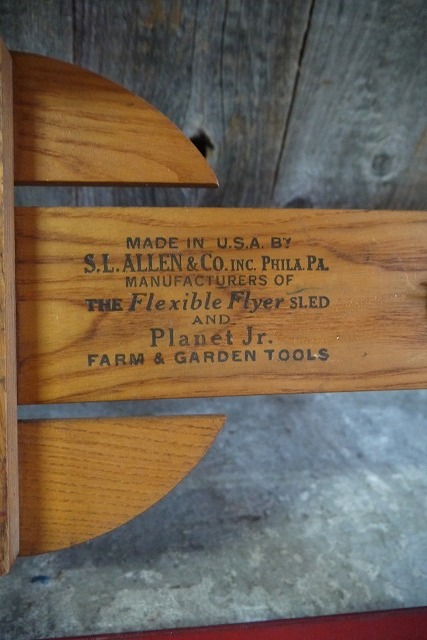 MADE IN U.S.A. BY
S.L. ALLEN & CO. INC. PHILA. PA.
MANUFACTURERS OF
THE Flexible Flyer SLED
AND
Planet Jr.
FARM & GARDEN TOOLS